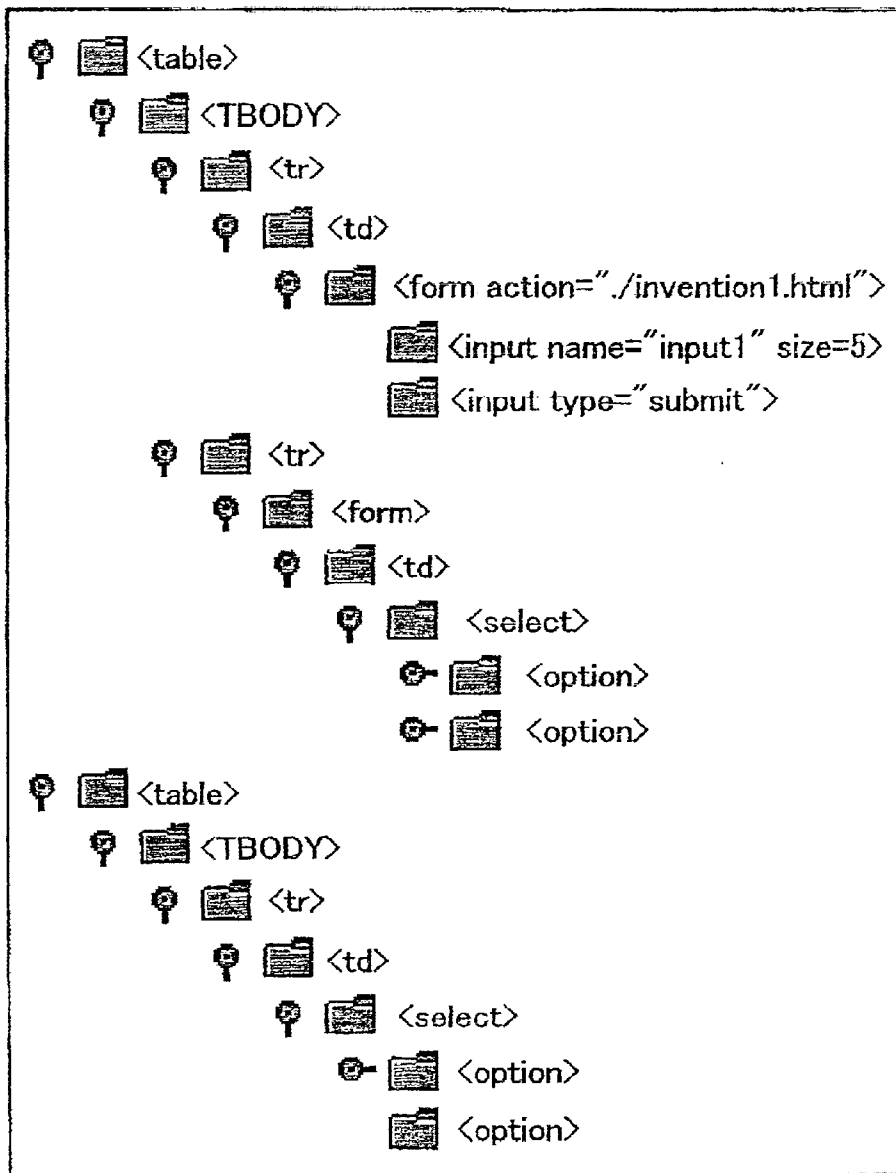 <table>
<TBODY>
<tr>
<td>
<form action="./invention1.html">
<input name="input1" size=5>
<input type="submit">
<tr>
<form>
<td>
<select>
<option>
<option>
<table>
<TBODY>
<tr>
<td>
<select>
<option>
<option>